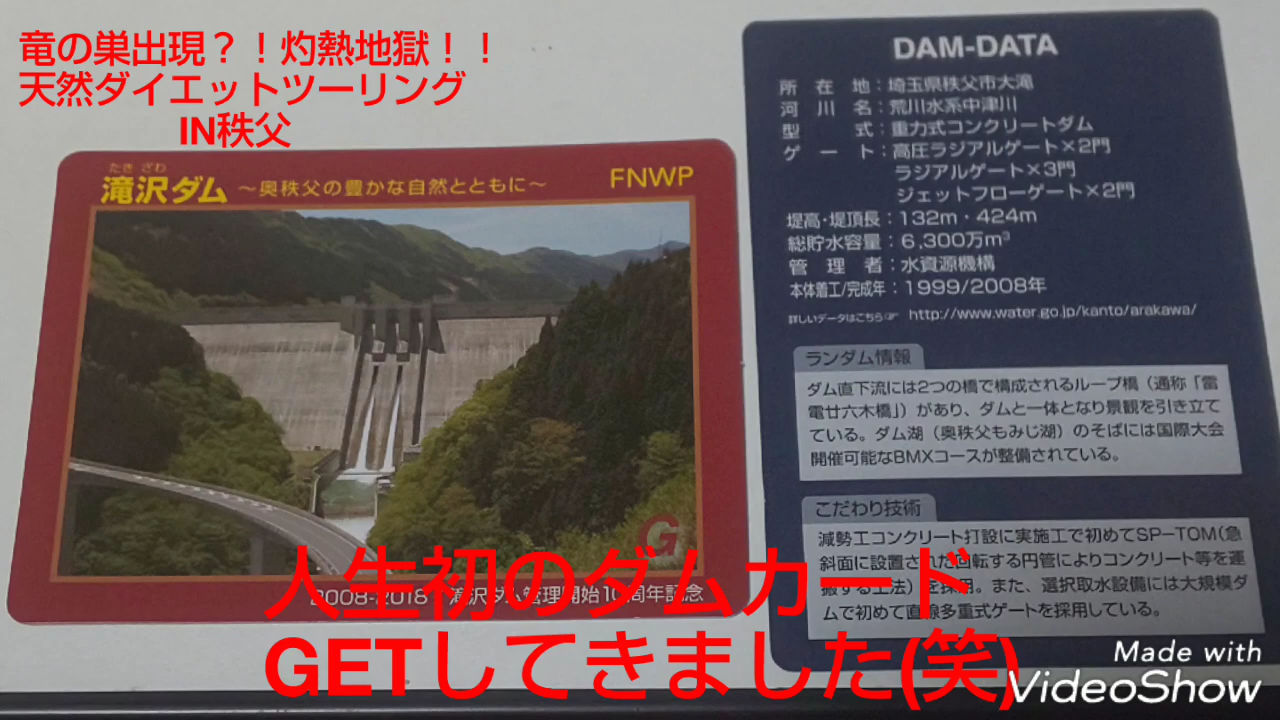 竜の巣出現？！灼熱地獄！！
天然ダイエットツーリング
IN秩父
たきざわ
滝沢ダム ～奥秩父の豊かな自然とともに～ FNWP
G
2008-2018 滝沢ダム管理開始10周年記念
DAM-DATA
所在地：埼玉県秩父市大滝
河川名：荒川水系中津川
型式：重力式コンクリートダム
ゲート：高圧ラジアルゲート×2門
ラジアルゲート×3門
ジェットフローゲート×2門
堤高・堤頂長：132m・424m
総貯水容量：6,300万m³
管理者：水資源機構
本体着工/完成年：1999/2008年
詳しいデータはこちら☞ http://www.water.go.jp/kanto/arakawa/
ランダム情報
ダム直下流には2つの橋で構成されるループ橋（通称「雷
電廿六木橋」）があり、ダムと一体となり景観を引き立て
ている。ダム湖（奥秩父もみじ湖）のそばには国際大会
開催可能なBMXコースが整備されている。
こだわり技術
減勢工コンクリート打設に実施工で初めてSP-TOM（急
斜面に設置された回転する円管によりコンクリート等を運
搬する工法）を採用。また、選択取水設備には大規模ダ
ムで初めて直線多重式ゲートを採用している。
人生初のダムカード
GETしてきました(笑)
Made with
VideoShow